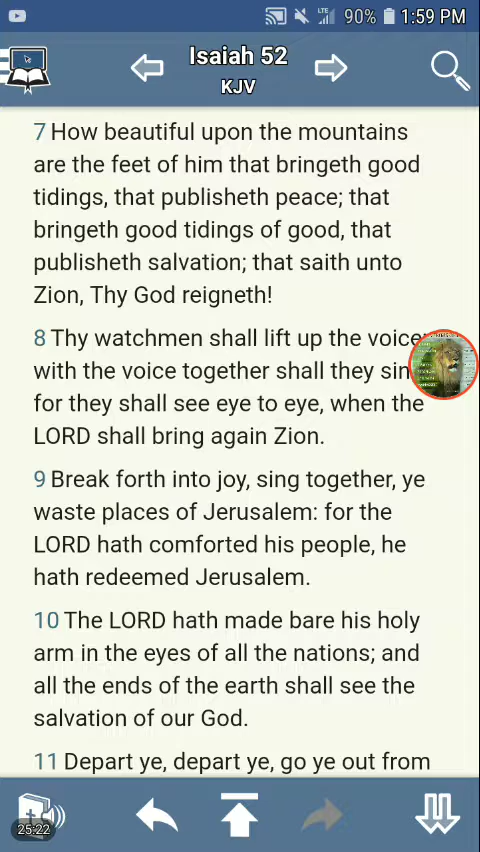 90% 1:59 PM
LTE
Isaiah 52
KJV
7 How beautiful upon the mountains
are the feet of him that bringeth good
tidings, that publisheth peace; that
bringeth good tidings of good, that
publisheth salvation; that saith unto
Zion, Thy God reigneth!
8 Thy watchmen shall lift up the voice
with the voice together shall they
for they shall see eye to eye, when the
LORD shall bring again Zion.
9 Break forth into joy, sing together, ye
waste places of Jerusalem: for the
LORD hath comforted his people, he
hath redeemed Jerusalem.
10 The LORD hath made bare his holy
arm in the eyes of all the nations; and
all the ends of the earth shall see the
salvation of our God.
11 Depart ye, depart ye, go ye out from
25:22